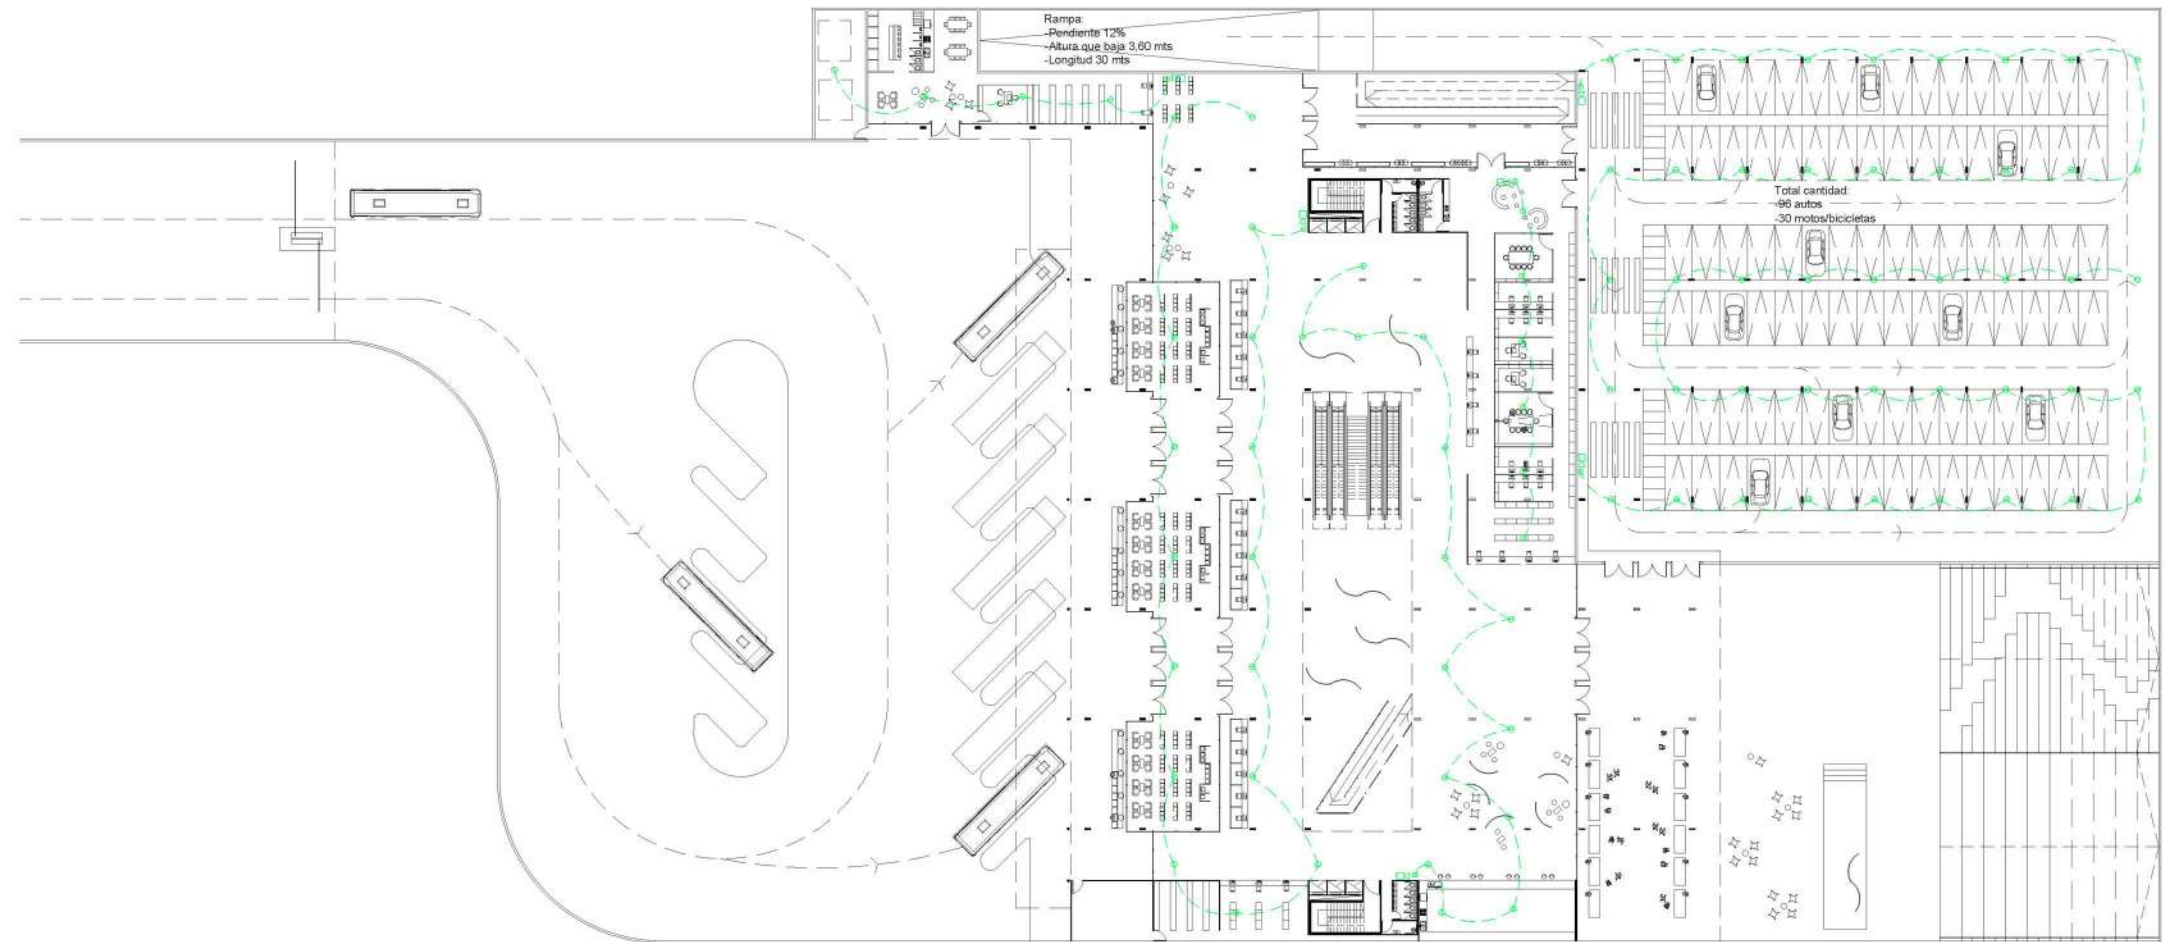 Rampa:
-Pendiente 12%
-Altura que baja 3,60 mts
-Longitud 30 mts
Total cantidad:
-96 autos
-30 motos/bicicletas